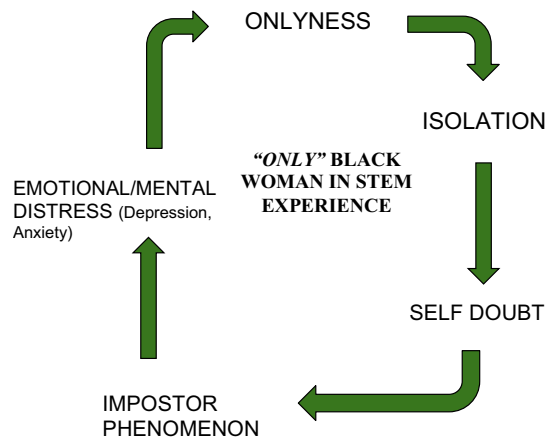 ONLYNESS
ISOLATION
“ONLY” BLACK
WOMAN IN STEM
EXPERIENCE
EMOTIONAL/MENTAL
DISTRESS (Depression,
Anxiety)
SELF DOUBT
IMPOSTOR
PHENOMENON